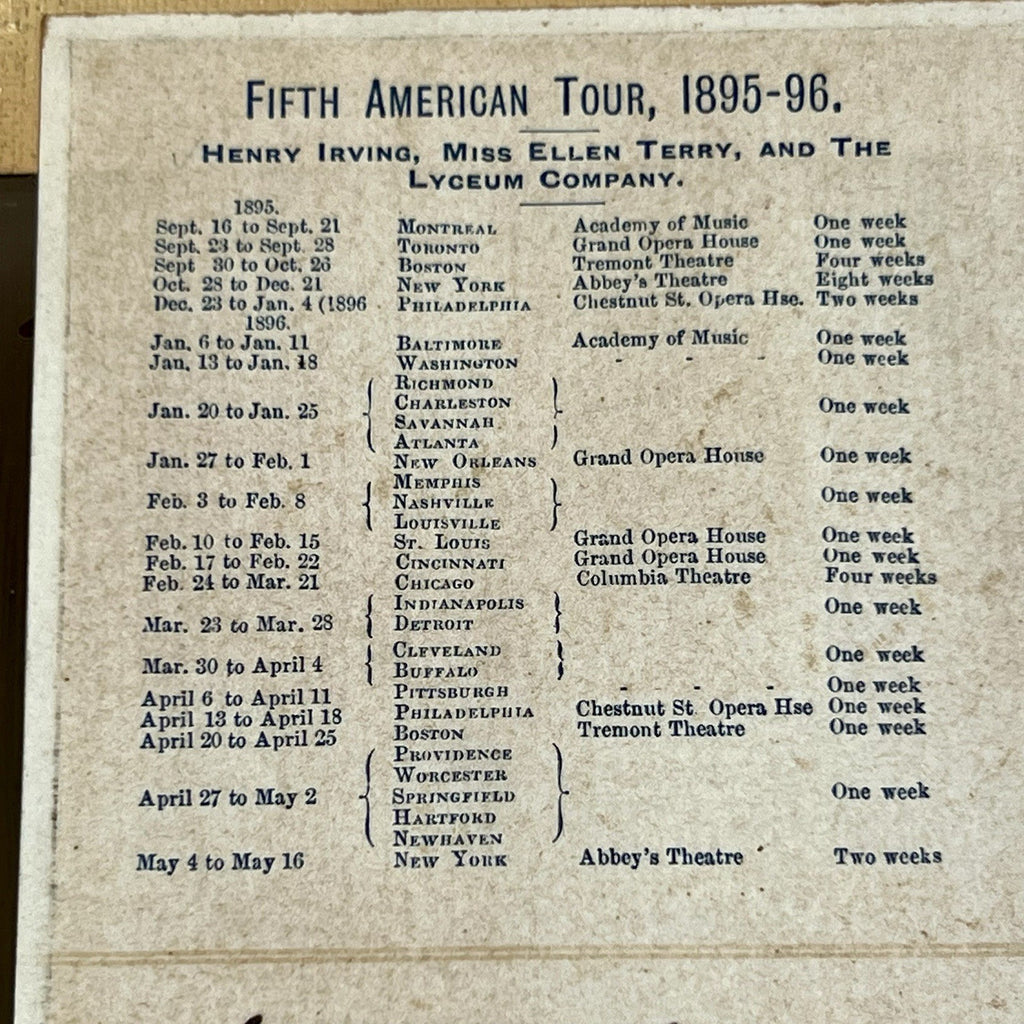 FIFTH AMERICAN TOUR, 1895-96.
HENRY IRVING, MISS ELLEN TERRY, AND THE
LYCEUM COMPANY.
1895.
Sept. 16 to Sept. 21 MONTREAL Academy of Music One week
Sept. 23 to Sept. 28 TORONTO Grand Opera House One week
Sept 30 to Oct. 26 BOSTON Tremont Theatre Four weeks
Oct. 28 to Dec. 21 NEW YORK Abbey's Theatre Eight weeks
Dec. 23 to Jan. 4 (1896 PHILADELPHIA Chestnut St. Opera Hse. Two weeks
1896.
Jan. 6 to Jan. 11 BALTIMORE Academy of Music One week
Jan. 13 to Jan. 18 WASHINGTON - - - One week
RICHMOND
CHARLESTON
Jan. 20 to Jan. 25 One week
SAVANNAH
ATLANTA
Jan. 27 to Feb. 1 NEW ORLEANS Grand Opera House One week
MEMPHIS
Feb. 3 to Feb. 8 NASHVILLE One week
LOUISVILLE
Feb. 10 to Feb. 15 ST. LOUIS Grand Opera House One week
Feb. 17 to Feb. 22 CINCINNATI Grand Opera House One week
Feb. 24 to Mar. 21 CHICAGO Columbia Theatre Four weeks
INDIANAPOLIS One week
Mar. 23 to Mar. 28 DETROIT
CLEVELAND One week
Mar. 30 to April 4 BUFFALO
April 6 to April 11 PITTSBURGH - - - One week
April 13 to April 18 PHILADELPHIA Chestnut St. Opera Hse One week
April 20 to April 25 BOSTON Tremont Theatre One week
PROVIDENCE
WORCESTER
April 27 to May 2 SPRINGFIELD One week
HARTFORD
NEWHAVEN
May 4 to May 16 NEW YORK Abbey's Theatre Two weeks